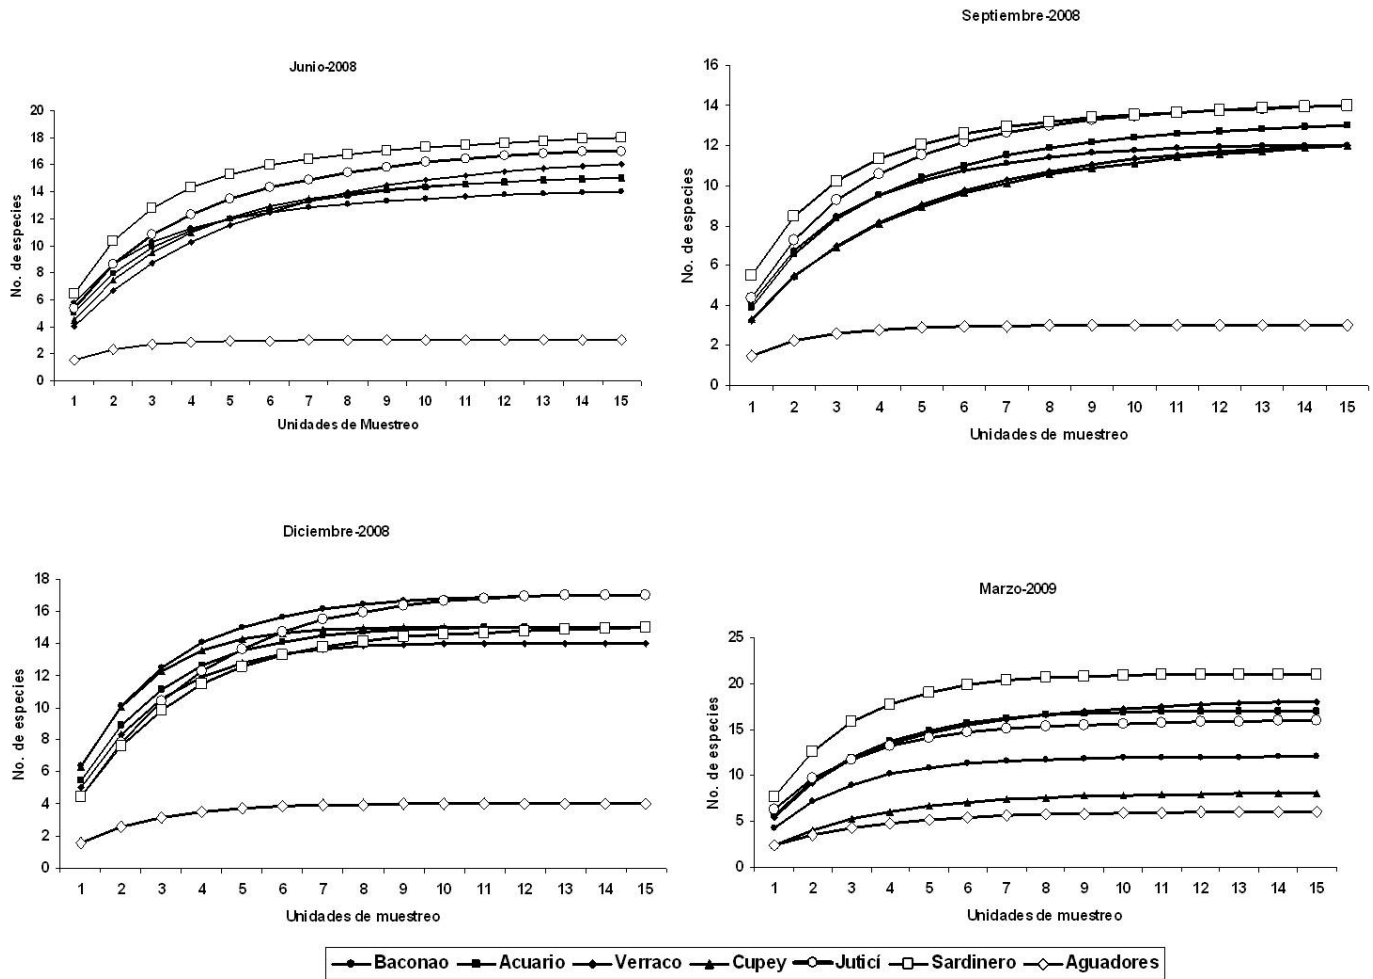 Junio-2008
No. de especies
20
18
16
14
12
10
8
6
4
2
0
1 2 3 4 5 6 7 8 9 10 11 12 13 14 15
Unidades de Muestreo
Septiembre-2008
No. de especies
16
14
12
10
8
6
4
2
0
1 2 3 4 5 6 7 8 9 10 11 12 13 14 15
Unidades de muestreo
Diciembre-2008
No. de especies
18
16
14
12
10
8
6
4
2
0
1 2 3 4 5 6 7 8 9 10 11 12 13 14 15
Unidades de muestreo
Marzo-2009
No. de especies
25
20
15
10
5
0
1 2 3 4 5 6 7 8 9 10 11 12 13 14 15
Unidades de muestreo
Baconao Acuario Verraco Cupey Juticí Sardinero Aguadores